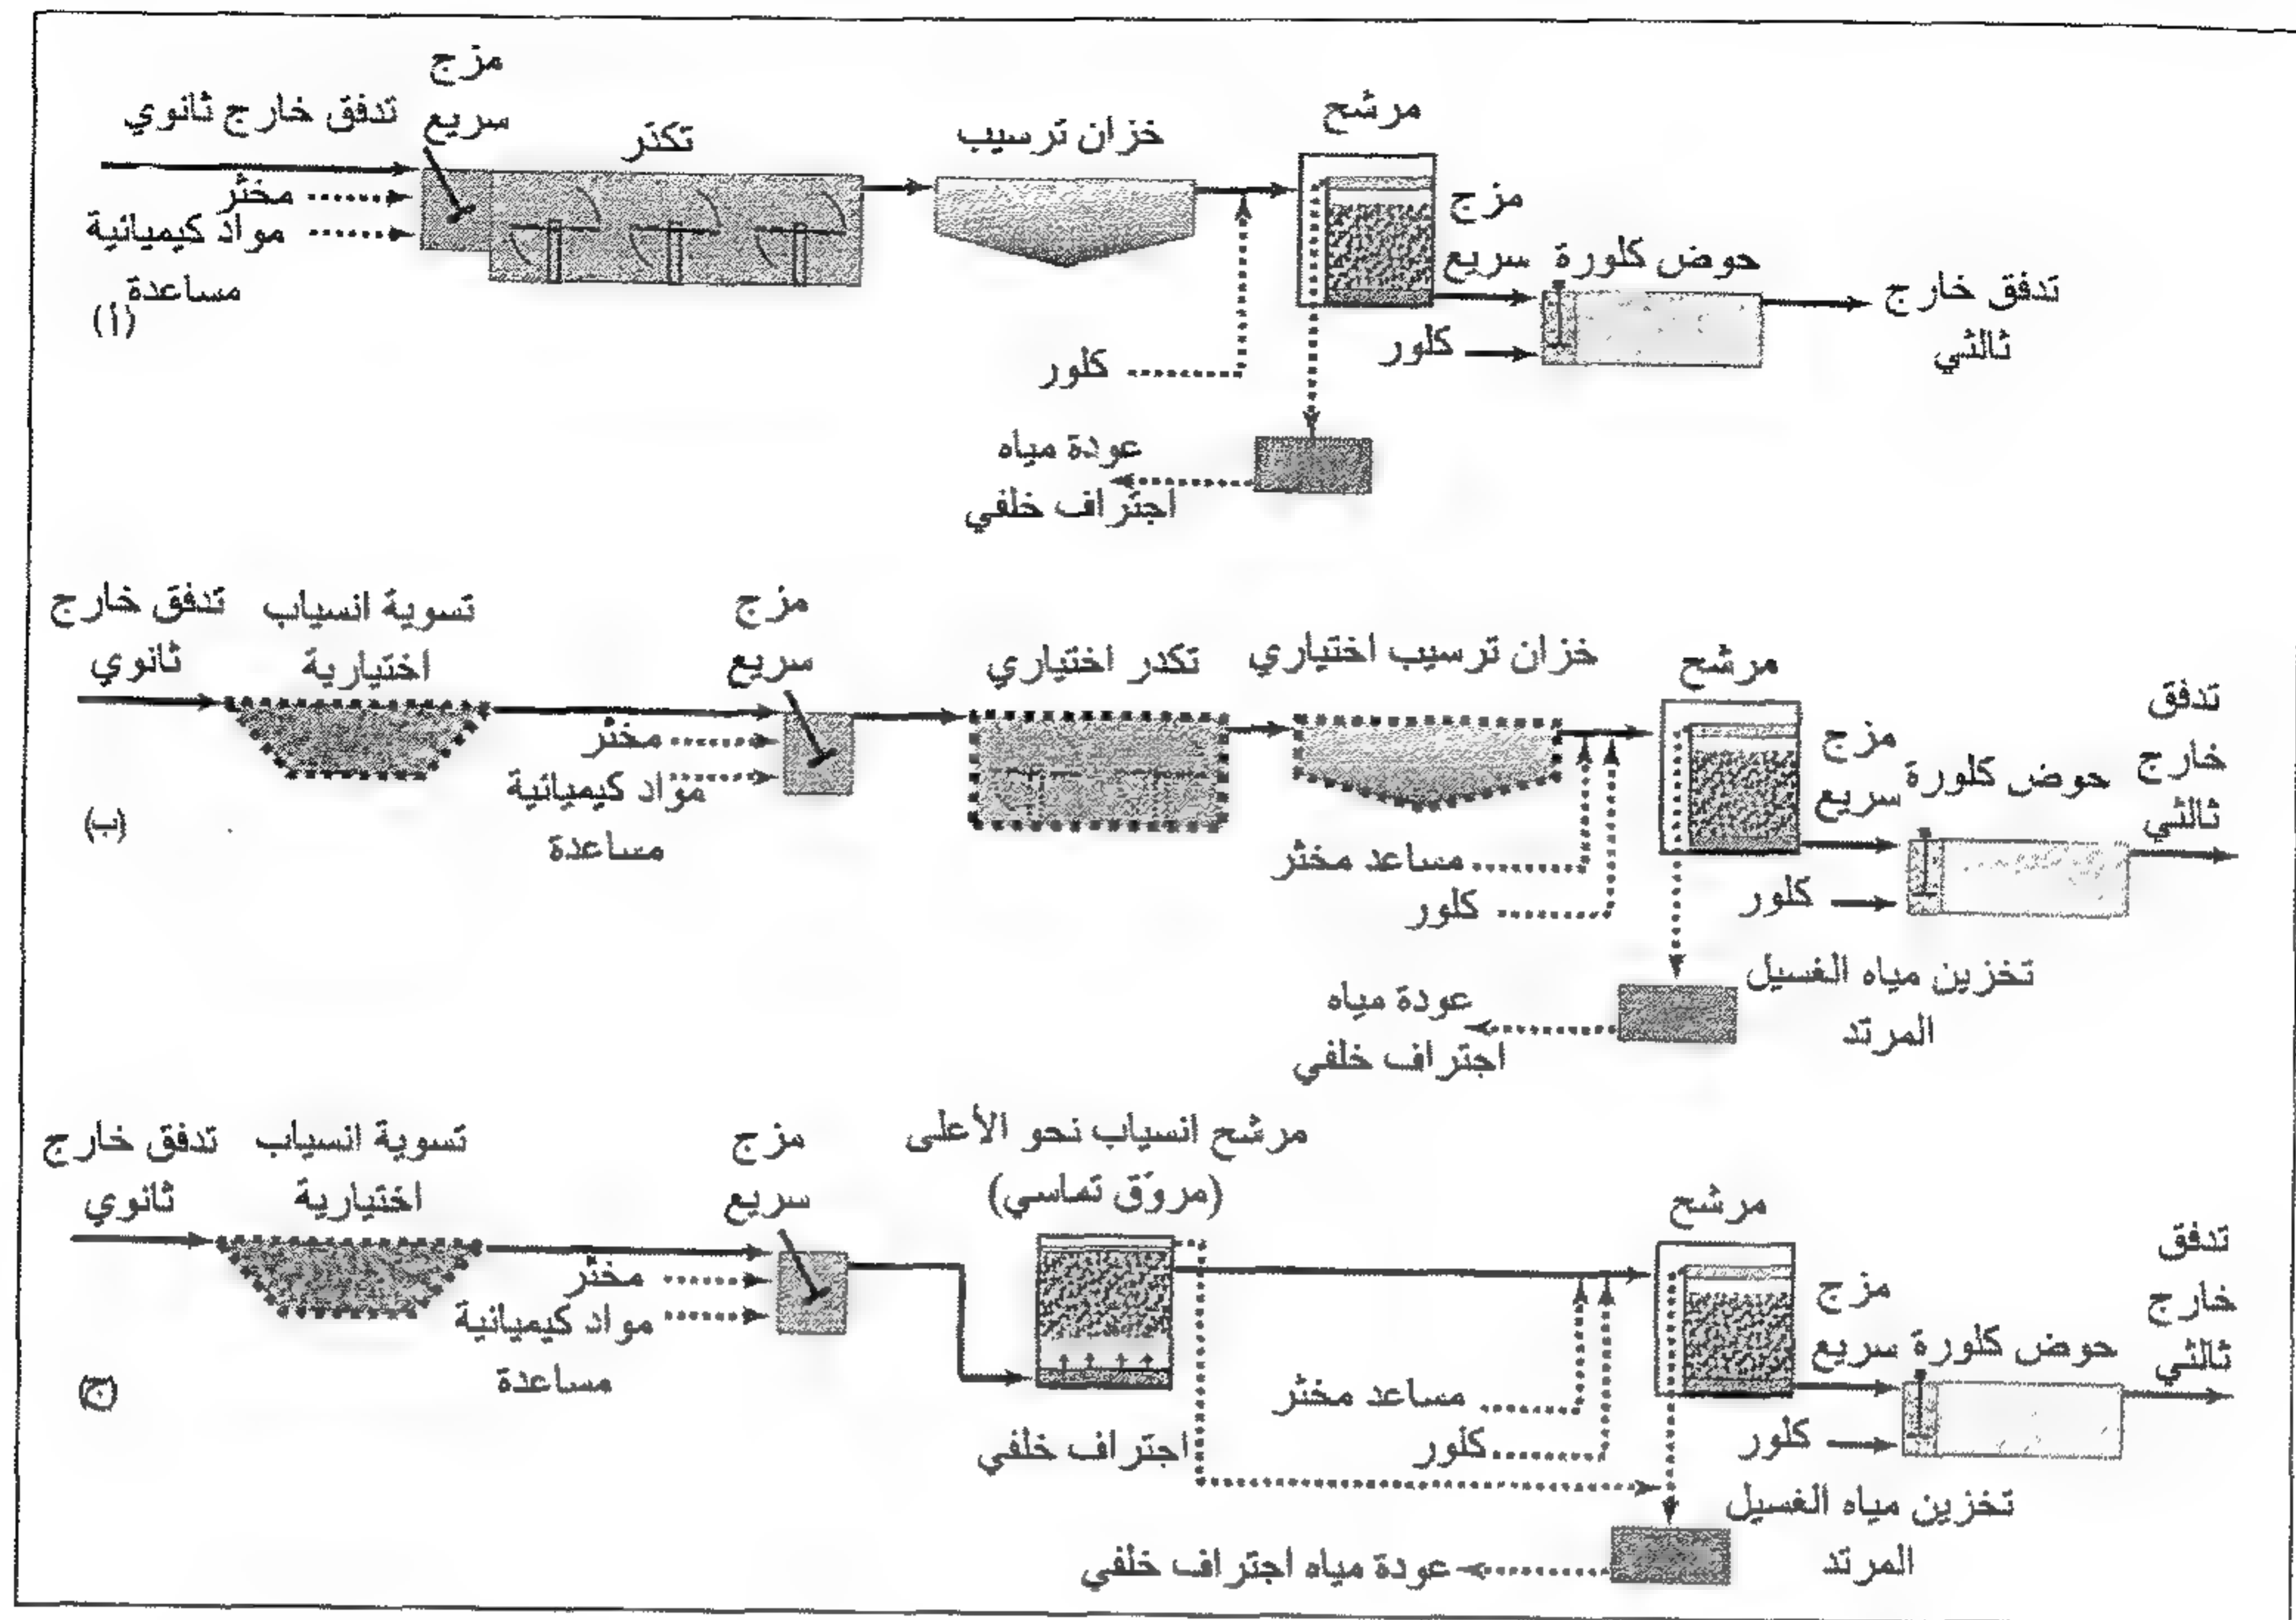 مزج
سريع
تدفق خارج ثانوي
مخثر
مواد كيميائية
مساعدة
(أ)
تكدر
خزان ترسيب
مرشح
مزج
سريع
حوض كلورة
كلور
كلور
تدفق خارج
ثالثي
عودة مياه
اجتراف خلفي
تدفق خارج
ثانوي
تسوية انسياب
اختيارية
مزج
سريع
مخثر
مواد كيميائية
مساعدة
(ب)
تكدر اختياري
خزان ترسيب اختياري
مرشح
مزج
سريع
حوض كلورة
تدفق
خارج
ثالثي
مساعد مخثر
كلور
كلور
تخزين مياه الغسيل
المرتد
عودة مياه
اجتراف خلفي
تدفق خارج
ثانوي
تسوية انسياب
اختيارية
مزج
سريع
مخثر
مواد كيميائية
مساعدة
(ج)
مرشح انسياب نحو الأعلى
(مروّق تماسي)
اجتراف خلفي
مرشح
مزج
سريع
حوض كلورة
تدفق
خارج
ثالثي
مساعد مخثر
كلور
كلور
تخزين مياه الغسيل
المرتد
عودة مياه اجتراف خلفي